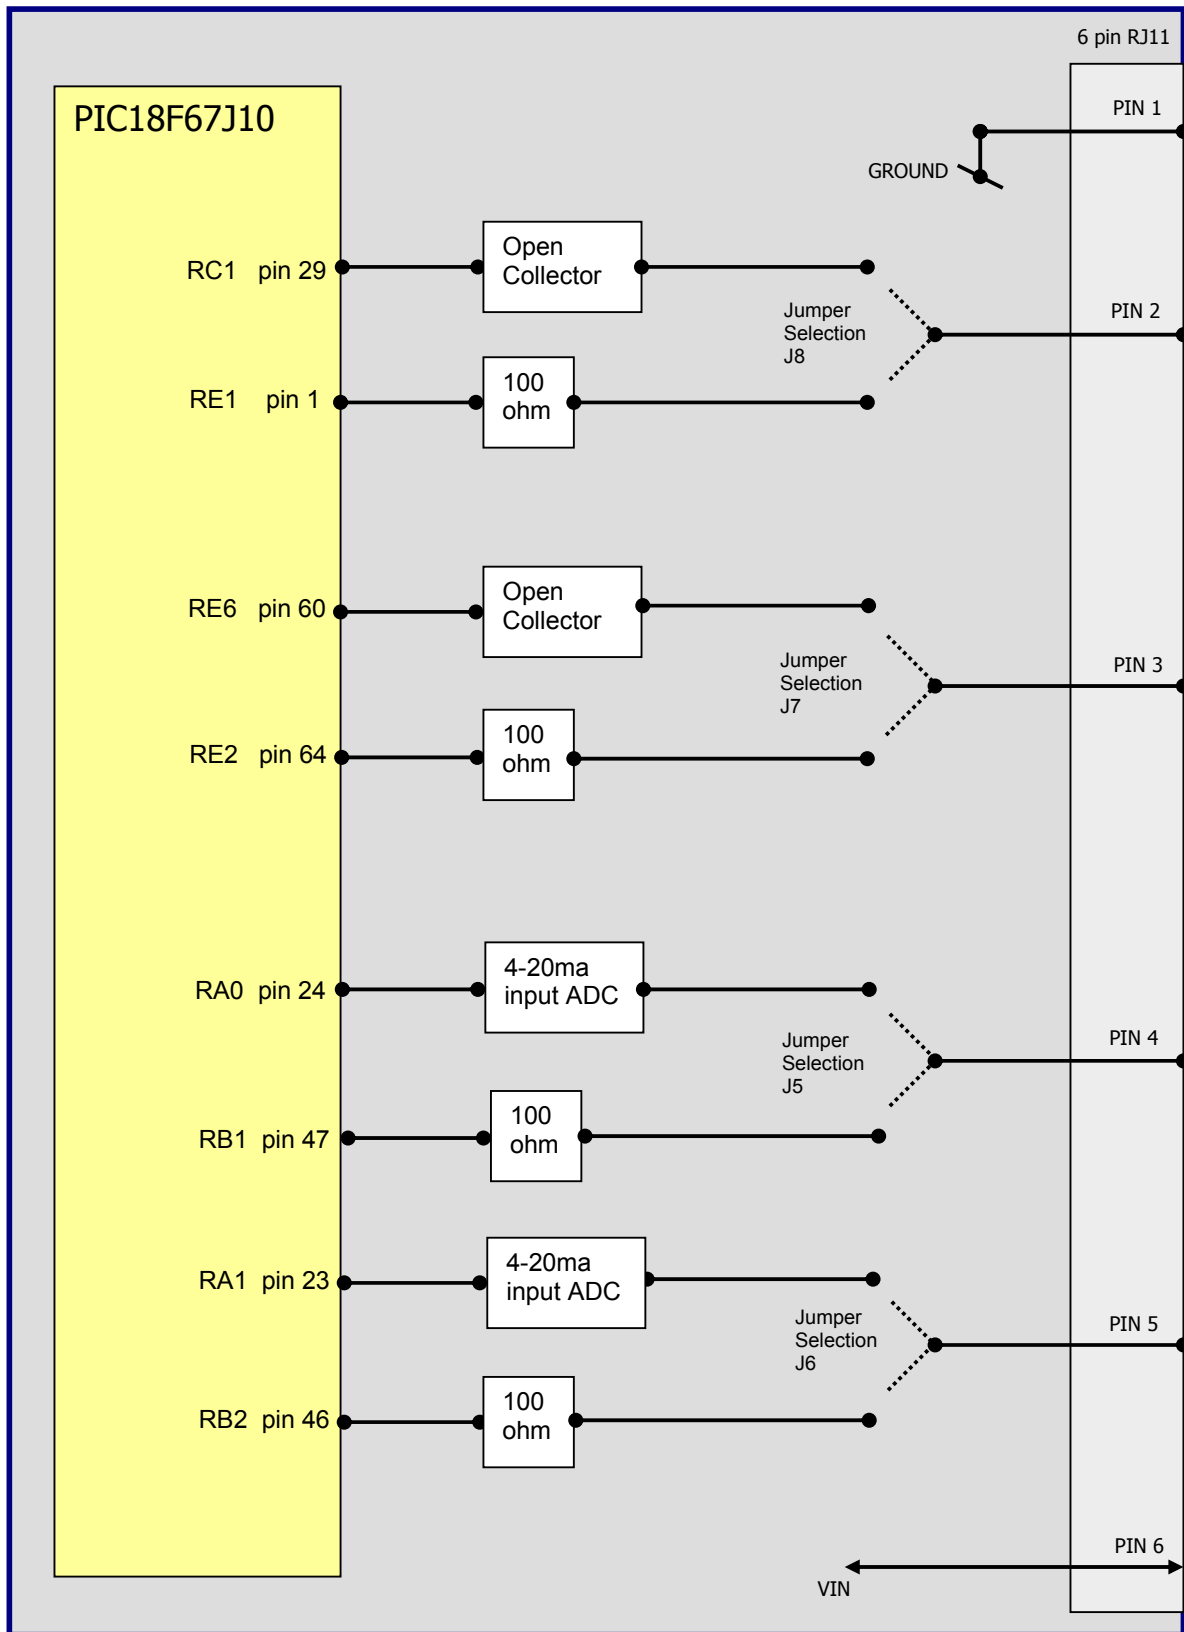 6 pin RJ11
PIC18F67J10
PIN 1
GROUND
RC1 pin 29
Open
Collector
Jumper
Selection
J8
PIN 2
RE1 pin 1
100
ohm
RE6 pin 60
Open
Collector
Jumper
Selection
J7
PIN 3
RE2 pin 64
100
ohm
RA0 pin 24
4-20ma
input ADC
Jumper
Selection
J5
PIN 4
RB1 pin 47
100
ohm
RA1 pin 23
4-20ma
input ADC
Jumper
Selection
J6
PIN 5
RB2 pin 46
100
ohm
PIN 6
VIN